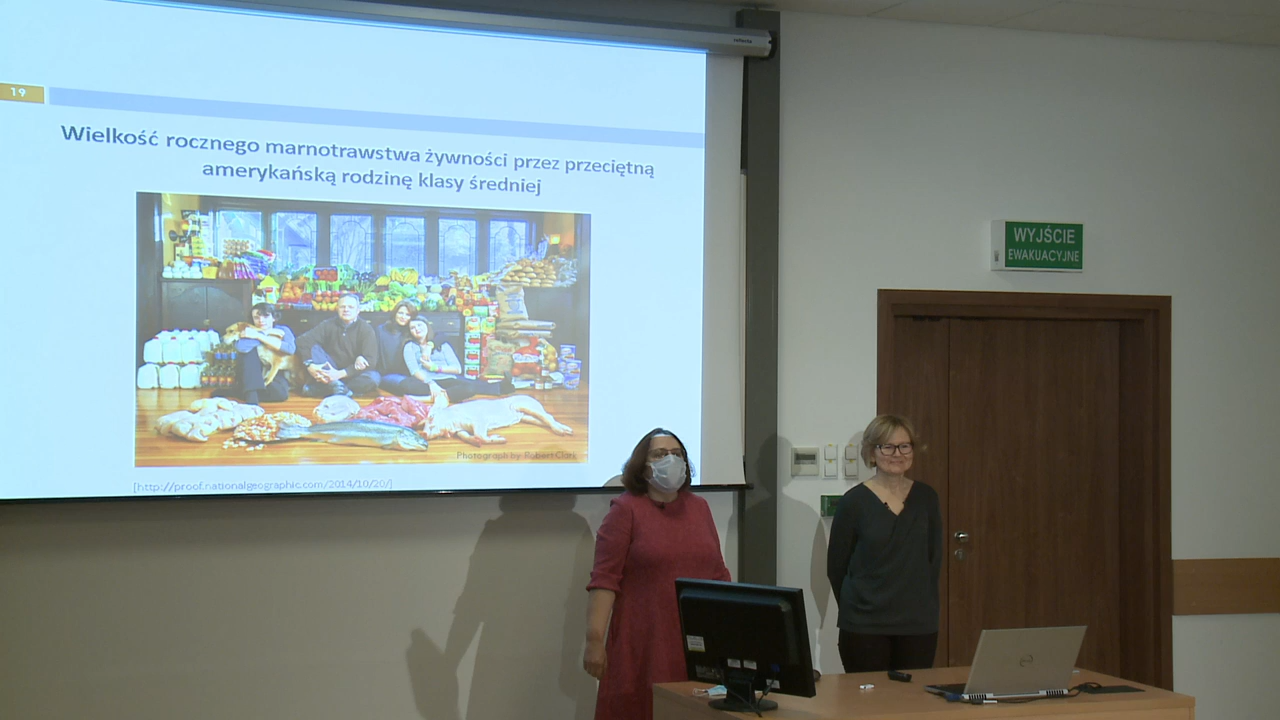 19
Wielkość rocznego marnotrawstwa żywności przez przeciętną
amerykańską rodzinę klasy średniej
Photograph by Robert Clark
[http://proof.nationalgeographic.com/2014/10/20/]
WYJŚCIE
EWAKUACYJNE